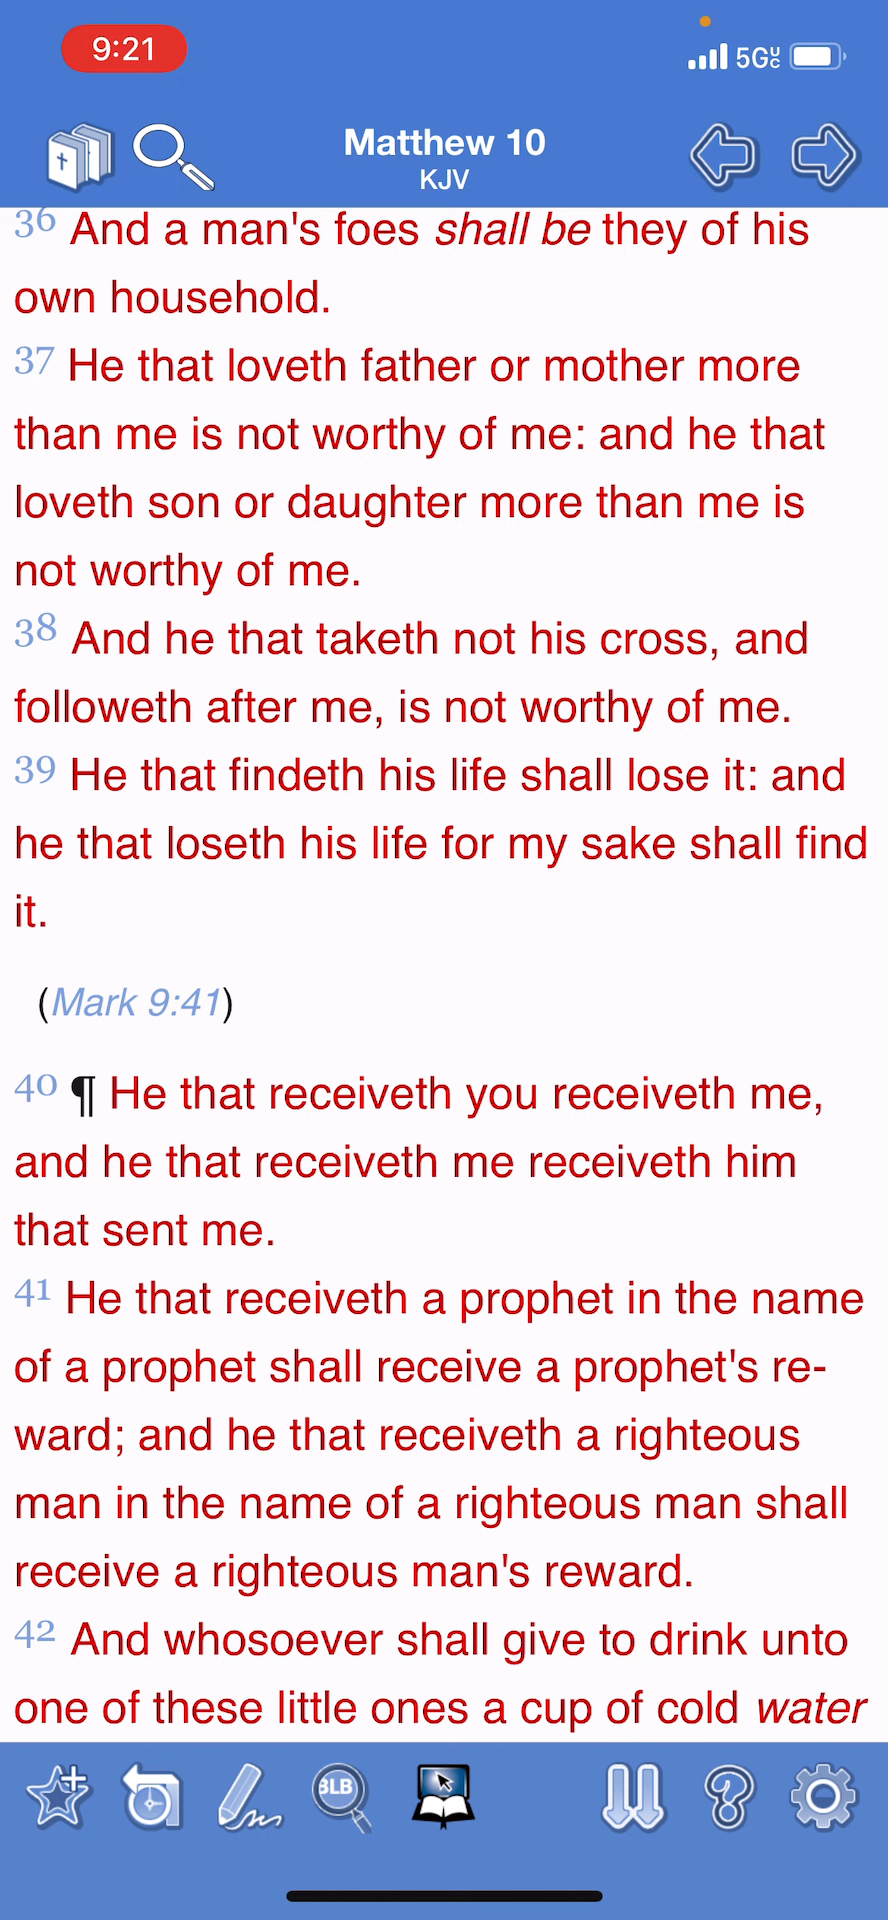 9:21
5GUC
Matthew 10
KJV
36 And a man's foes shall be they of his
own household.
37 He that loveth father or mother more
than me is not worthy of me: and he that
loveth son or daughter more than me is
not worthy of me.
38 And he that taketh not his cross, and
followeth after me, is not worthy of me.
39 He that findeth his life shall lose it: and
he that loseth his life for my sake shall find
it.
(Mark 9:41)
40 ¶ He that receiveth you receiveth me,
and he that receiveth me receiveth him
that sent me.
41 He that receiveth a prophet in the name
of a prophet shall receive a prophet's re-
ward; and he that receiveth a righteous
man in the name of a righteous man shall
receive a righteous man's reward.
42 And whosoever shall give to drink unto
one of these little ones a cup of cold water
BLB